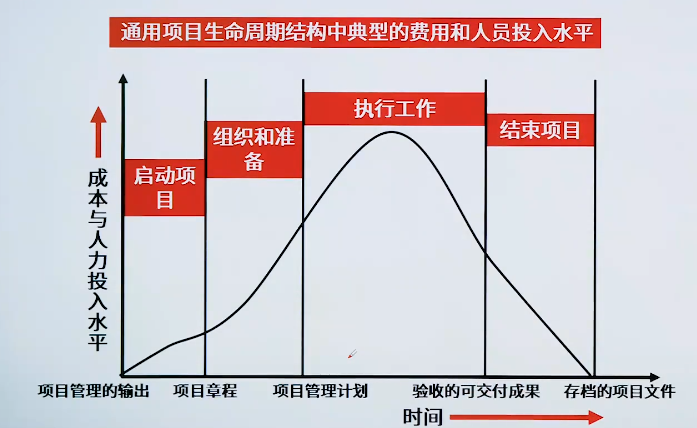 通用项目生命周期结构中典型的费用和人员投入水平
执行工作
结束项目
组织和准
备
启动项
目
成本与人力投入水平
项目管理的输出
项目章程
项目管理计划
验收的可交付成果
存档的项目文件
时间